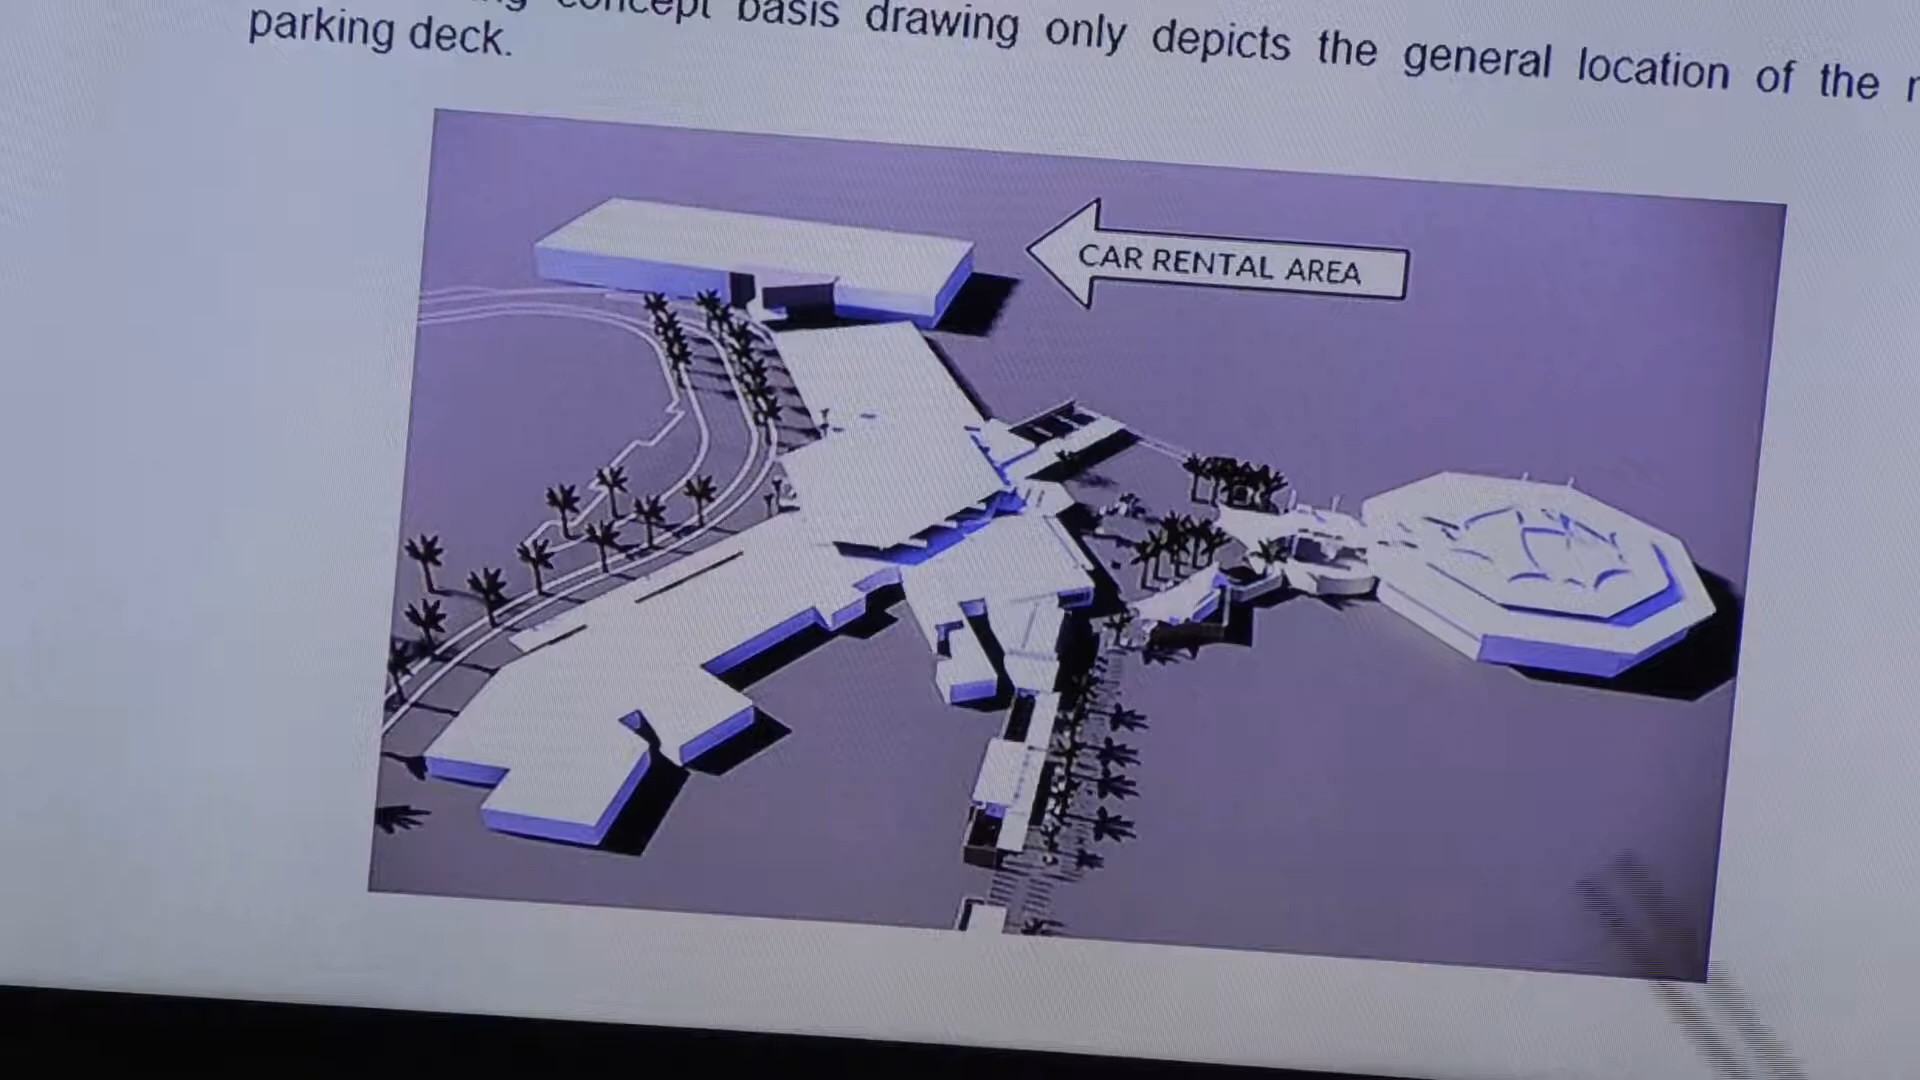 concept basis drawing only depicts the general location of the
parking deck.
CAR RENTAL AREA